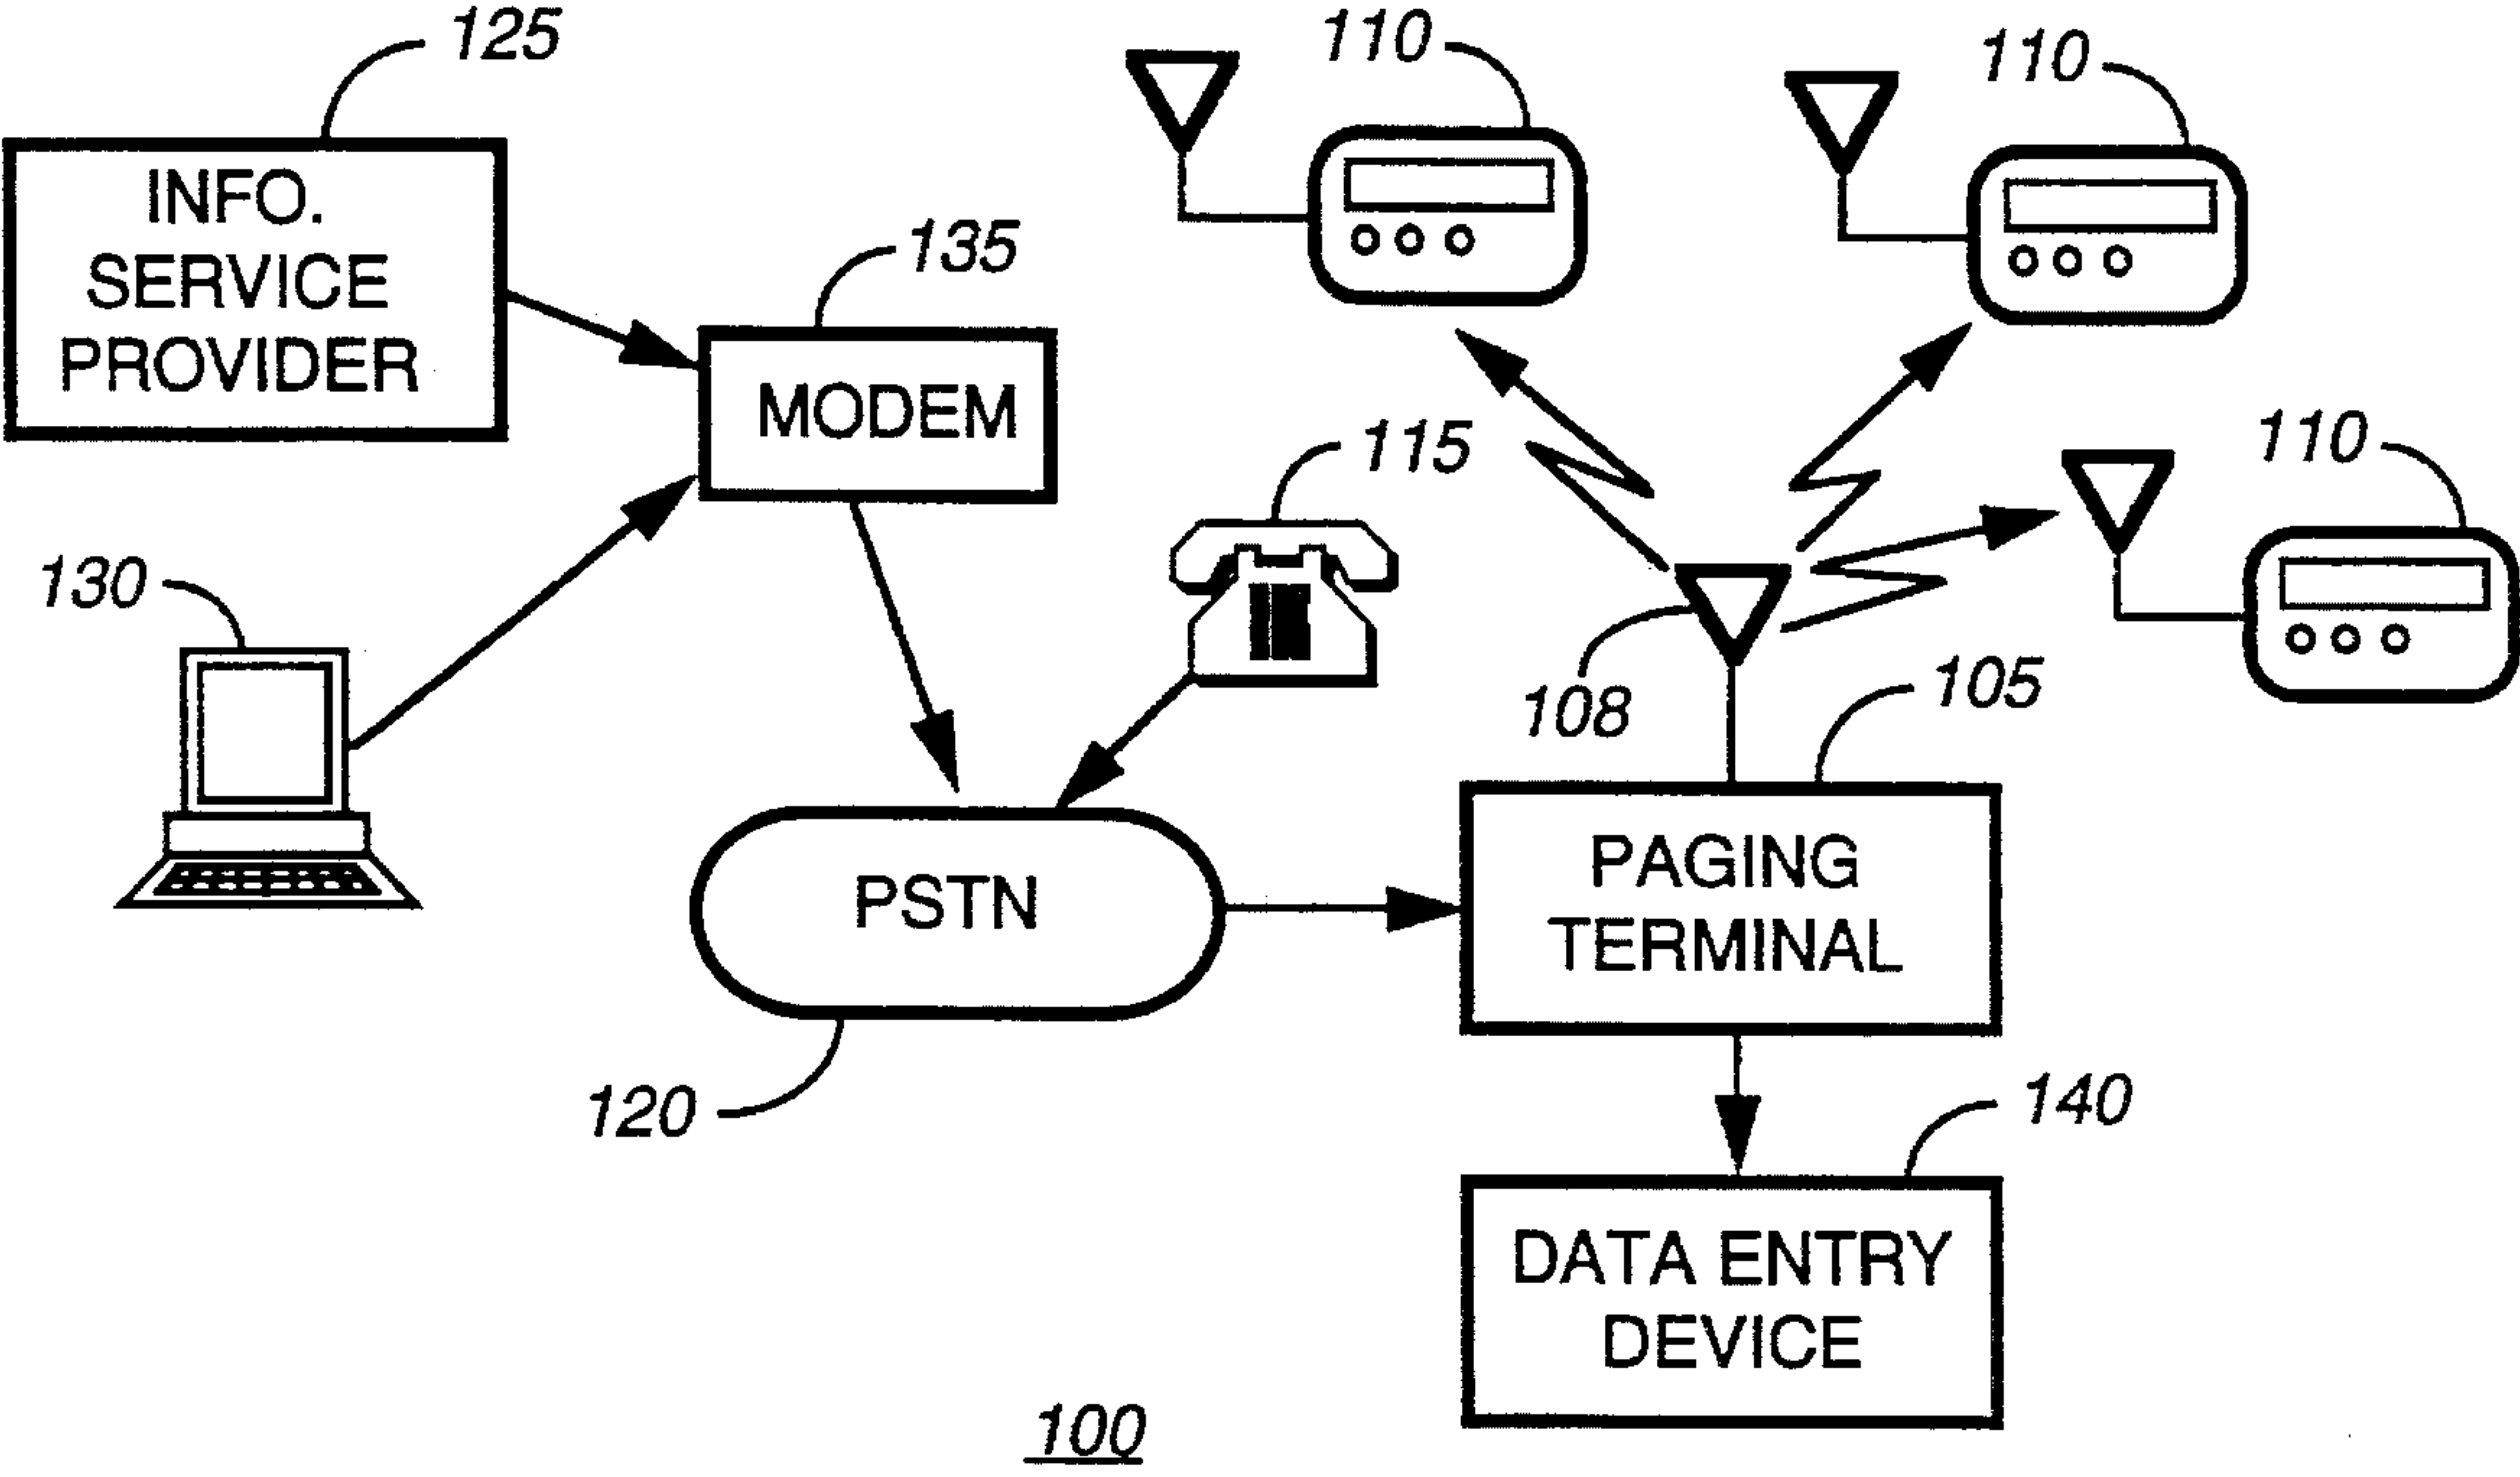 125
110
110
INFO.
SERVICE
PROVIDER
135
MODEM
115
110
130
108
105
PSTN
PAGING
TERMINAL
120
140
DATA ENTRY
DEVICE
100